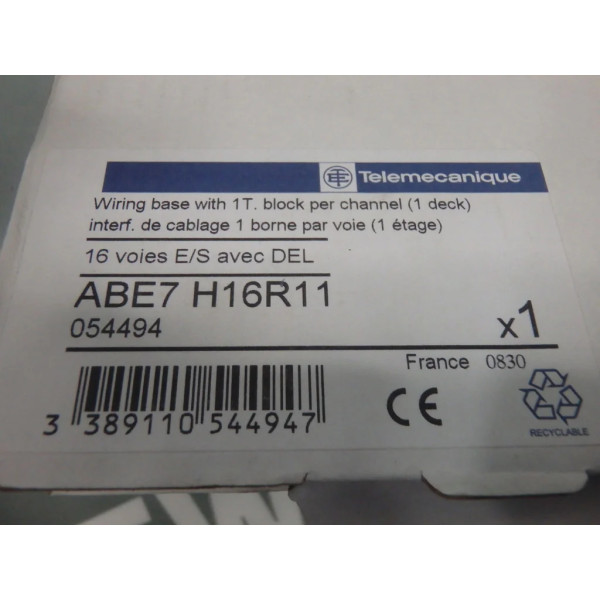 Telemecanique
Wiring base with 1T. block per channel (1 deck)
interf. de cablage 1 borne par voie (1 étage)
16 voies E/S avec DEL
ABE7 H16R11
054494
x1
France 0830
3 389110 544947
CE
RECYCLABLE